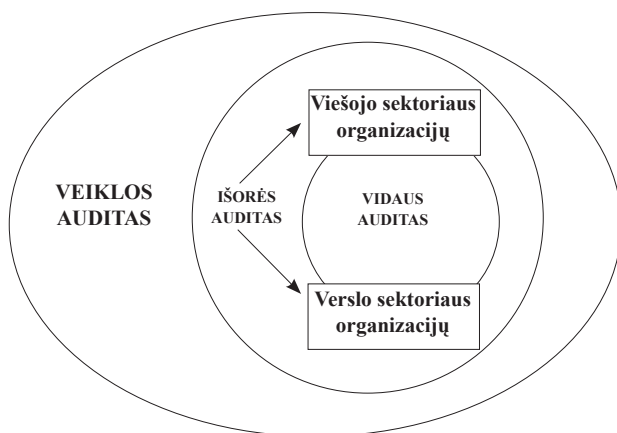 Viešojo sektoriaus
organizacijų
VEIKLOS
AUDITAS
IŠORĖS
AUDITAS
VIDAUS
AUDITAS
Verslo sektoriaus
organizacijų